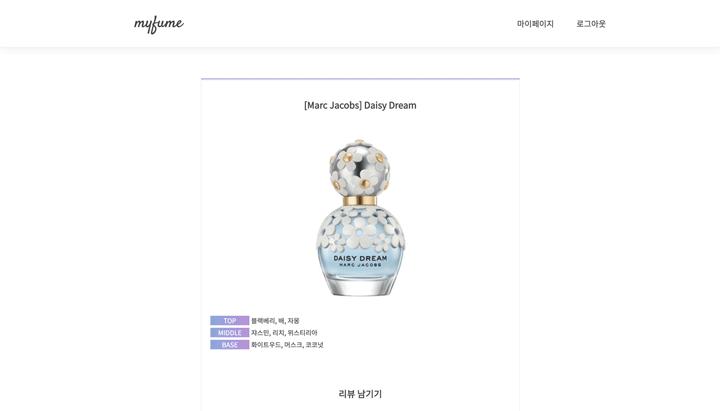 myfume
마이페이지 로그아웃
[Marc Jacobs] Daisy Dream
DAISY DREAM
MARC JACOBS
TOP 블랙베리, 배, 자몽
MIDDLE 쟈스민, 리치, 위스티리아
BASE 화이트우드, 머스크, 코코넛
리뷰 남기기